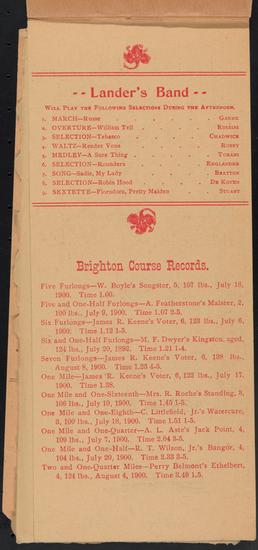 -- Lander's Band --
WILL PLAY THE FOLLOWING SELECTIONS DURING THE AFTERNOON.
1. MARCH—Russe . . . . . GANNE
2. OVERTURE—William Tell . . . . . ROSSINI
3. SELECTION—Tobasco . . . . . CHADWICK
4. WALTZ—Rendez Vous . . . . . ROSEY
5. MEDLEY—A Sure Thing . . . . . TOBANI
6. SELECTION—Rounders . . . . . ENGLANDER
7. SONG—Sadie, My Lady . . . . . BRATTON
8. SELECTION—Robin Hood . . . . . DE KOVEN
9. SEXTETTE—Florodora, Pretty Maiden . . . STUART
Brighton Course Records.
Five Furlongs—W. Boyle's Songster, 5, 107 lbs., July 18,
1900. Time 1.00.
Five and One-Half Furlongs—A. Featherstone's Malster, 2,
100 lbs., July 9, 1900. Time 1.07 2-5.
Six Furlongs—James R. Keene's Voter, 6, 123 lbs., July 6,
1900. Time 1.12 1-5.
Six and One-Half Furlongs—M. F. Dwyer's Kingston, aged,
124 lbs., July 20, 1892. Time 1.21 1-4.
Seven Furlongs—James R. Keene's Voter, 6, 138 lbs.,
August 8, 1900. Time 1.25 4-5.
One Mile—James R. Keene's Voter, 6, 122 lbs., July 17,
1900. Time 1.38.
One Mile and One-Sixteenth—Mrs. R. Roche's Standing, 3,
106 lbs., July 19, 1900. Time 1.45 1-5.
One Mile and One-Eighth—C. Littlefield, Jr.'s Watercure,
3, 100 lbs., July 18, 1900. Time 1.51 1-5.
One Mile and One-Quarter—A. L. Aste's Jack Point, 4,
109 lbs., July 7, 1900. Time 2.04 3-5.
One Mile and One-Half—R. T. Wilson, Jr.'s Bangor, 4,
104 lbs., July 20, 1900. Time 2.33 3-5.
Two and One-Quarter Miles—Perry Belmont's Ethelbert,
4, 124 lbs., August 4, 1900. Time 3.49 1.5.